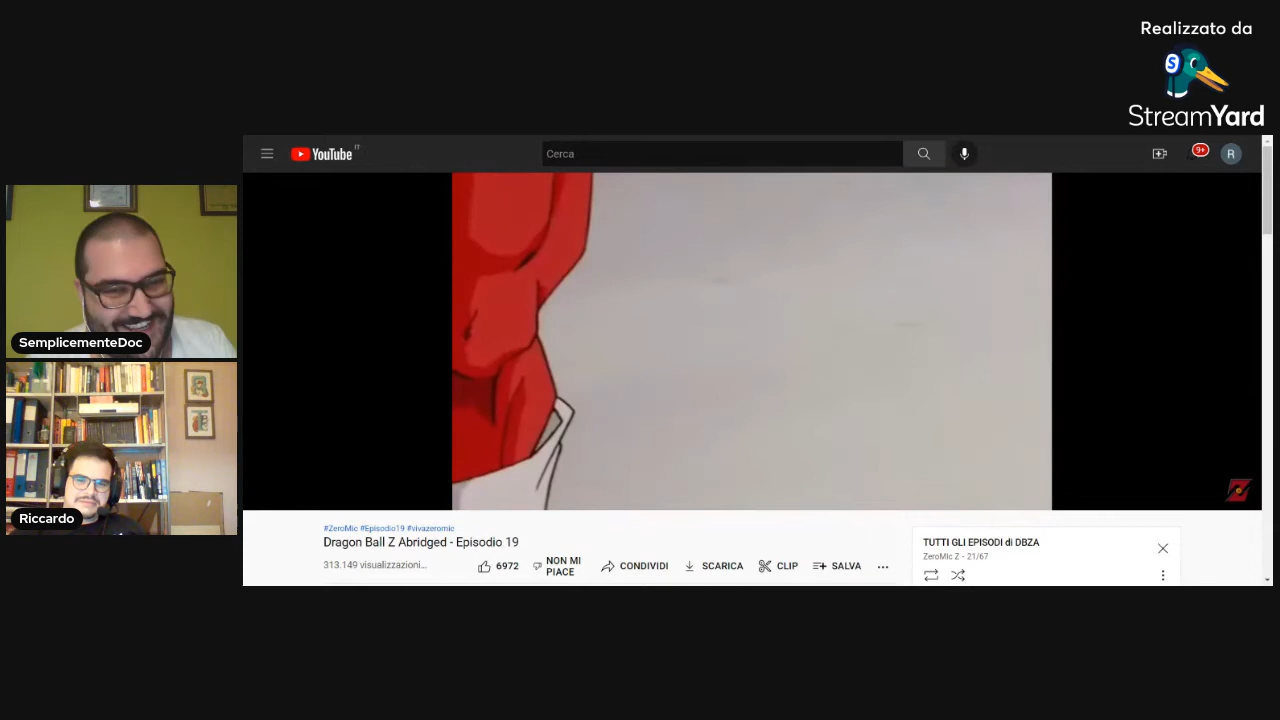 Realizzato da
S
StreamYard
YouTube
IT
Cerca
9+
R
SemplicementeDoc
Riccardo
Z
#ZeroMic #Episodio19 #vivazeromic
Dragon Ball Z Abridged - Episodio 19
313.149 visualizzazioni...
6972
NON MI
PIACE
CONDIVIDI
SCARICA
CLIP
SALVA
TUTTI GLI EPISODI di DBZA
ZeroMic Z - 21/67